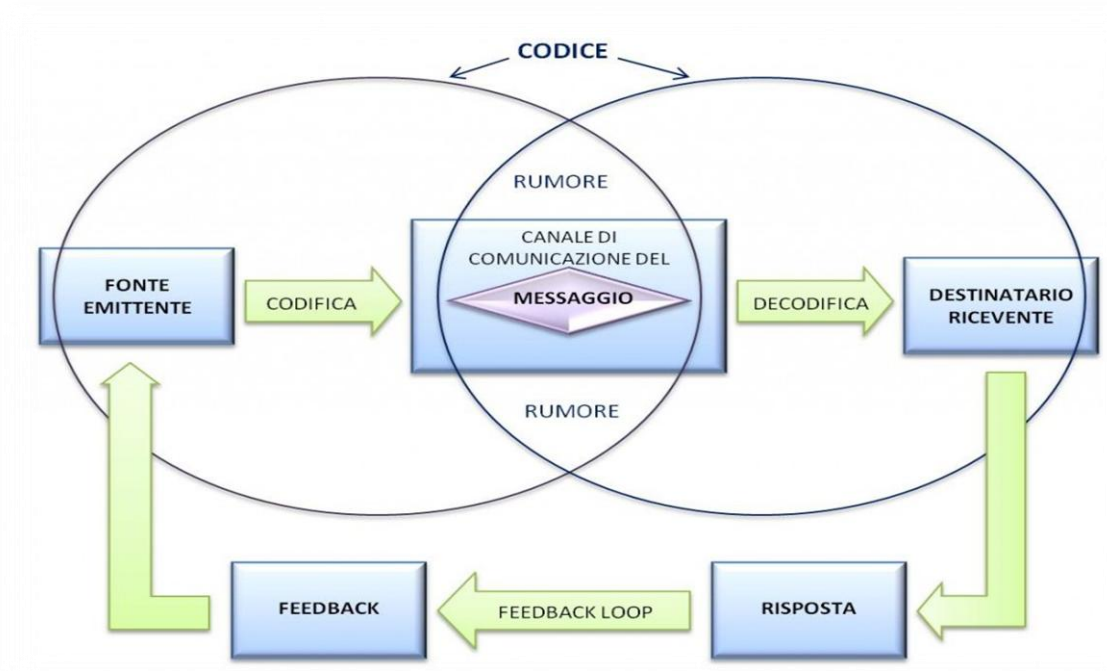 CODICE
RUMORE
FONTE
EMITTENTE
CODIFICA
CANALE DI
COMUNICAZIONE DEL
MESSAGGIO
DECODIFICA
DESTINATARIO
RICEVENTE
RUMORE
FEEDBACK
FEEDBACK LOOP
RISPOSTA